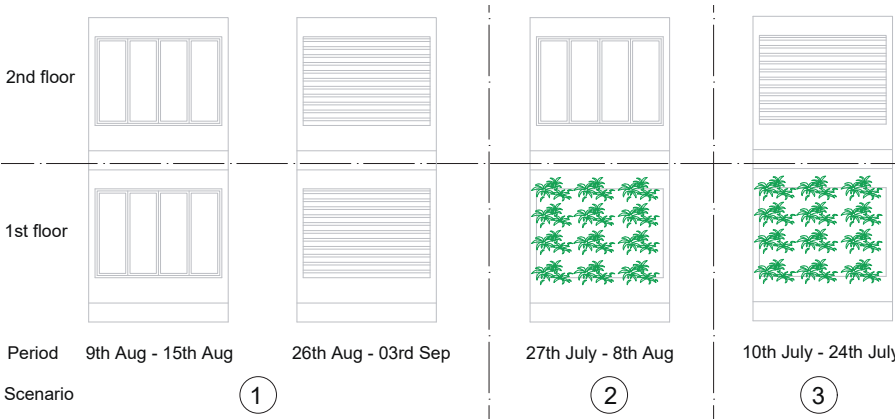 2nd floor
1st floor
Period 9th Aug - 15th Aug 26th Aug - 03rd Sep 27th July - 8th Aug 10th July - 24th July
Scenario 1 2 3